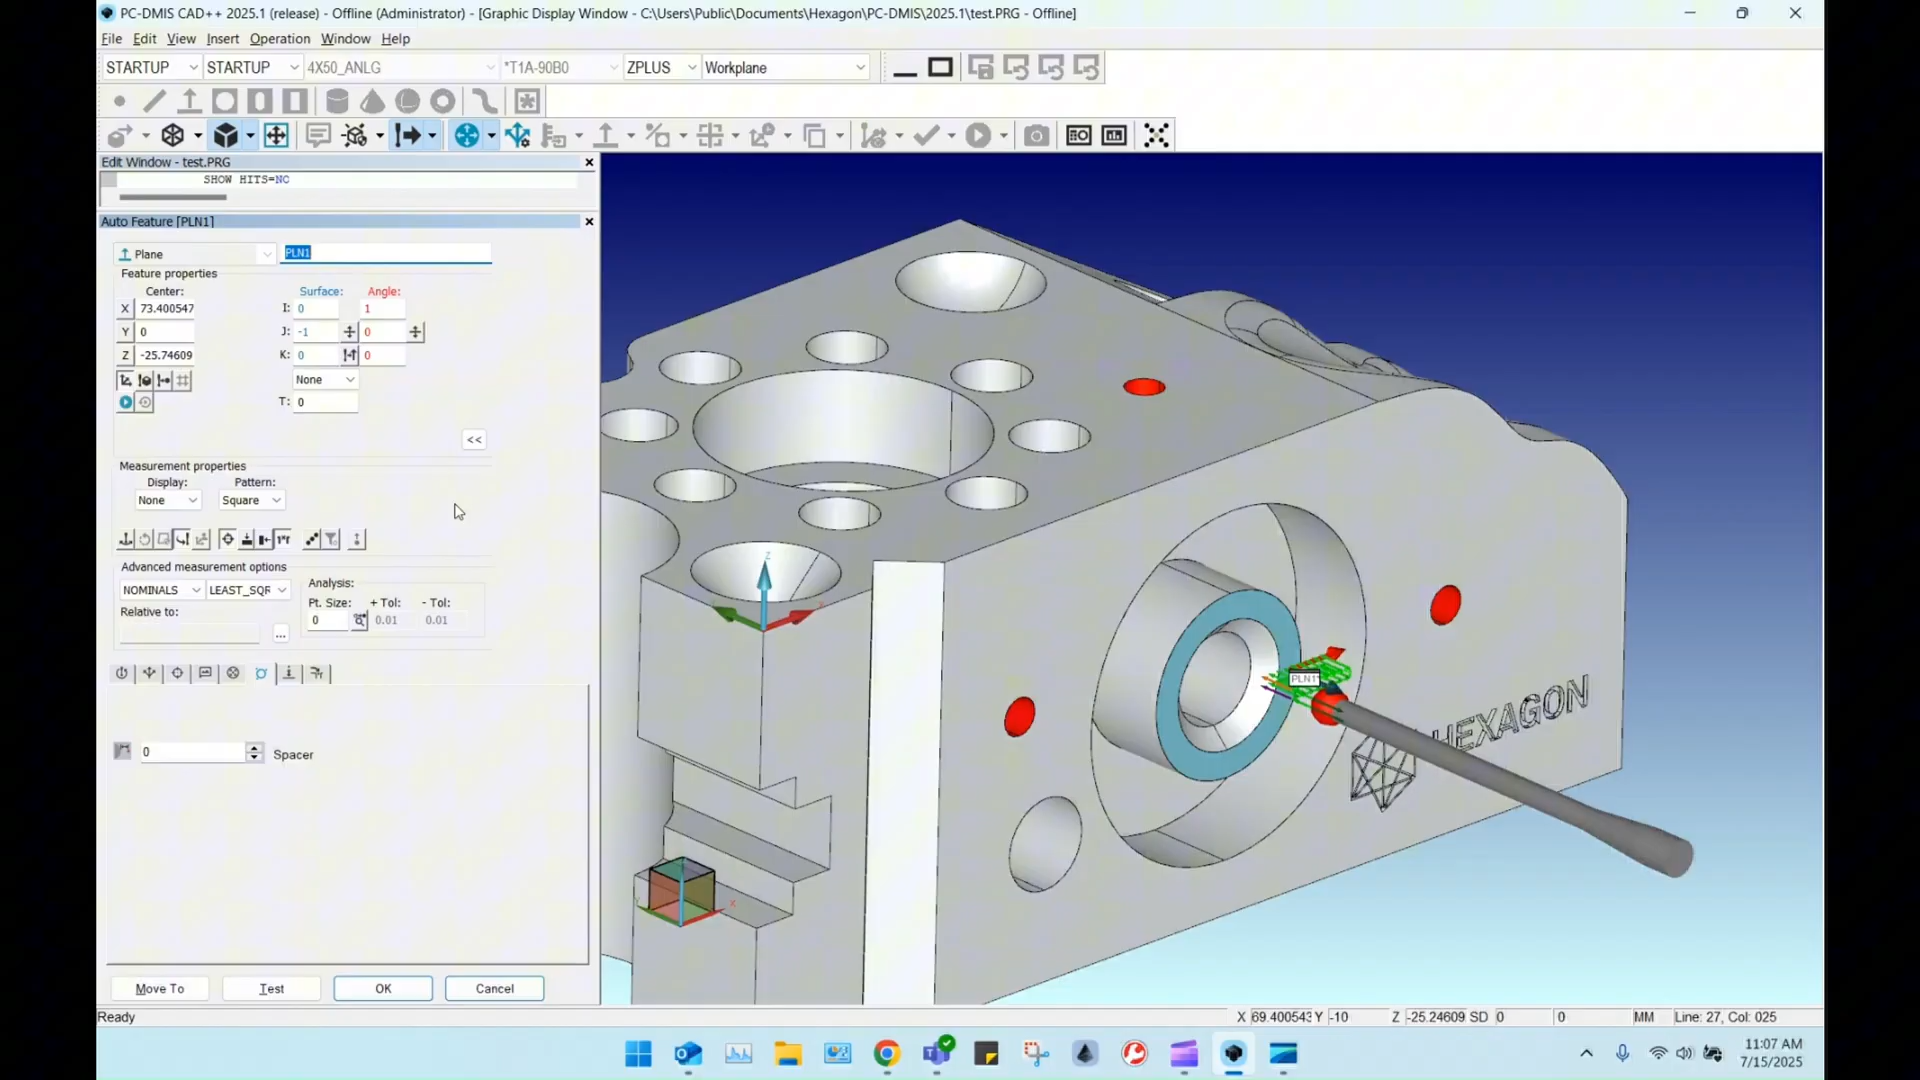 PC-DMIS CAD++ 2025.1 (release) - Offline (Administrator) - [Graphic Display Window - C:\Users\Public\Documents\Hexagon\PC-DMIS\2025.1\test.PRG - Offline]
File Edit View Insert Operation Window Help
STARTUP STARTUP 4X50_ANLG *T1A-90B0 ZPLUS Workplane
Edit Window - test.PRG
SHOW HITS=NO
Auto Feature [PLN1]
Plane PLN1
Feature properties
Center: Surface: Angle:
X 73.400547 I: 0 1
Y 0 J: -1 0
Z -25.74609 K: 0 0
None
T: 0
<<
Measurement properties
Display: Pattern:
None Square
Advanced measurement options
NOMINALS LEAST_SQR
Analysis:
Pt. Size: + Tol: - Tol:
0 0.01 0.01
Relative to:
...
0 Spacer
Move To Test OK Cancel
Z
PLN1
HEXAGON
X
Ready
X 69.400543 Y -10 Z -25.24609 SD 0 0 MM Line: 27, Col: 025
11:07 AM
7/15/2025